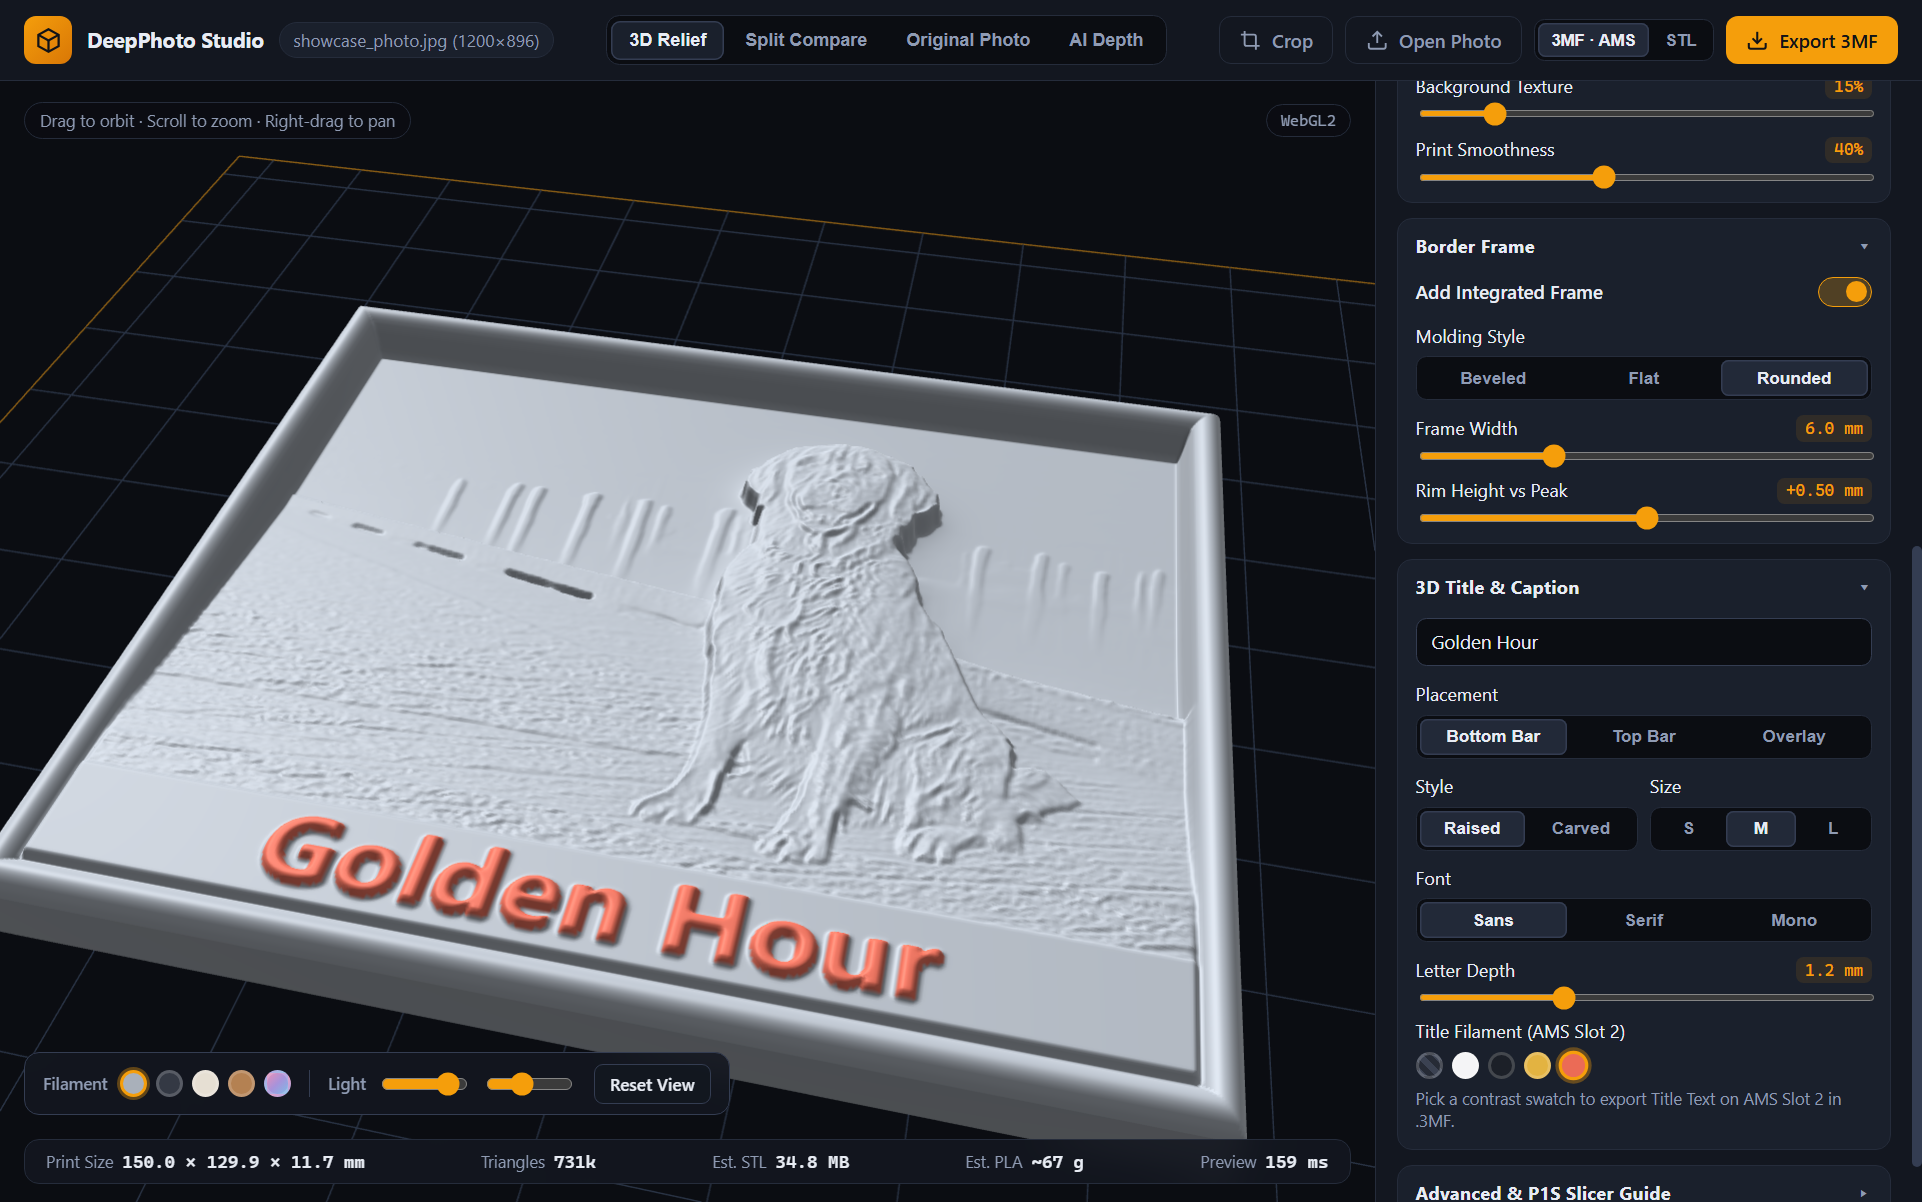 DeepPhoto Studio
showcase_photo.jpg (1200×896)
3D Relief
Split Compare
Original Photo
AI Depth
Crop
Open Photo
3MF · AMS
STL
Export 3MF
Drag to orbit · Scroll to zoom · Right-drag to pan
WebGL2
Background Texture
15%
Print Smoothness
40%
Border Frame
Add Integrated Frame
Molding Style
Beveled
Flat
Rounded
Frame Width
6.0 mm
Rim Height vs Peak
+0.50 mm
3D Title & Caption
Golden Hour
Placement
Bottom Bar
Top Bar
Overlay
Style
Size
Raised
Carved
S
M
L
Font
Sans
Serif
Mono
Letter Depth
1.2 mm
Title Filament (AMS Slot 2)
Pick a contrast swatch to export Title Text on AMS Slot 2 in
.3MF.
Advanced & P1S Slicer Guide
Golden Hour
Filament
Light
Reset View
Print Size 150.0 × 129.9 × 11.7 mm
Triangles 731k
Est. STL 34.8 MB
Est. PLA ~67 g
Preview 159 ms